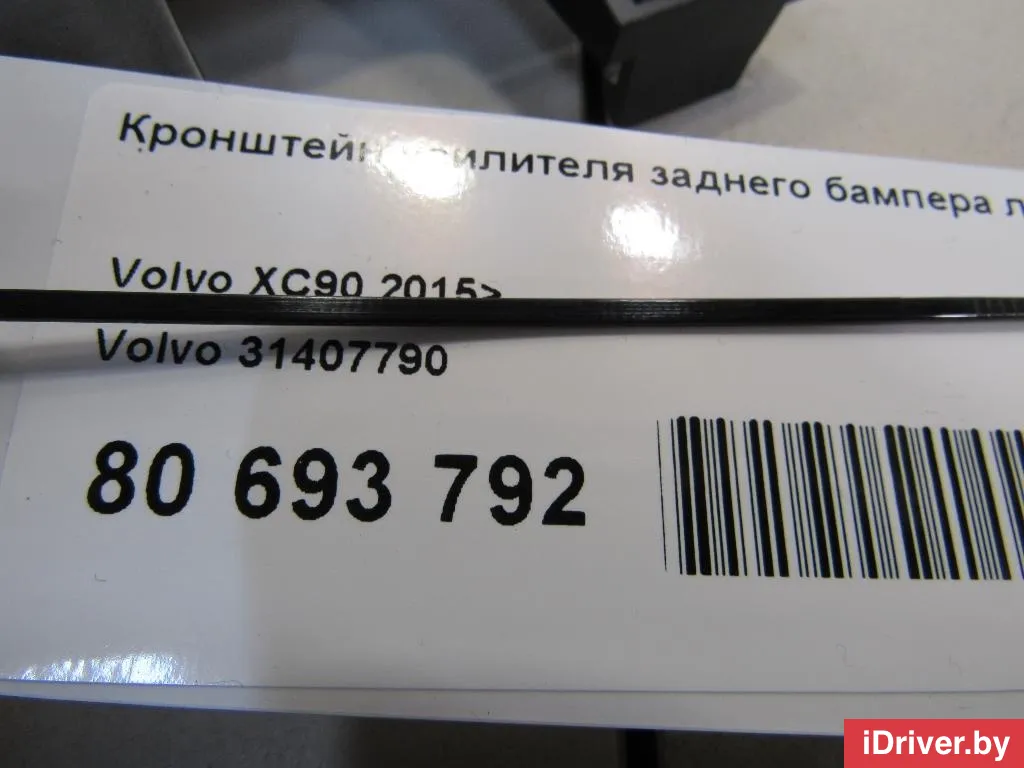 Кронштейн усилителя заднего бампера
Volvo XC90 2015>
Volvo 31407790
80 693 792
iDriver.by